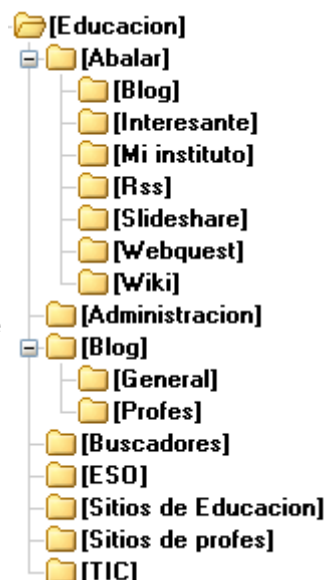 [Educacion]
[Abalar]
[Blog]
[Interesante]
[Mi instituto]
[Rss]
[Slideshare]
[Webquest]
[Wiki]
[Administracion]
[Blog]
[General]
[Profes]
[Buscadores]
[ESO]
[Sitios de Educacion]
[Sitios de profes]
[TIC]